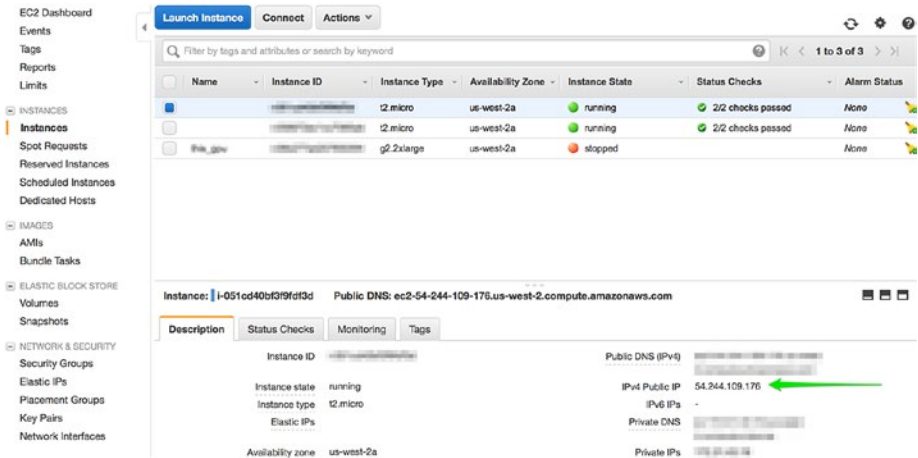 EC2 Dashboard
Events
Tags
Reports
Limits
INSTANCES
Instances
Spot Requests
Reserved Instances
Scheduled Instances
Dedicated Hosts
IMAGES
AMIs
Bundle Tasks
ELASTIC BLOCK STORE
Volumes
Snapshots
NETWORK & SECURITY
Security Groups
Elastic IPs
Placement Groups
Key Pairs
Network Interfaces
Launch Instance Connect Actions
Filter by tags and attributes or search by keyword 1 to 3 of 3
Name Instance ID Instance Type Availability Zone Instance State Status Checks Alarm Status
t2.micro us-west-2a running 2/2 checks passed None
t2.micro us-west-2a running 2/2 checks passed None
g2.2xlarge us-west-2a stopped None
Instance: i-051cd40bf3f9fdf3d Public DNS: ec2-54-244-109-176.us-west-2.compute.amazonaws.com
Description Status Checks Monitoring Tags
Instance ID Public DNS (IPv4)
Instance state running IPv4 Public IP 54.244.109.176
Instance type t2.micro IPv6 IPs -
Elastic IPs Private DNS
Availability zone us-west-2a Private IPs